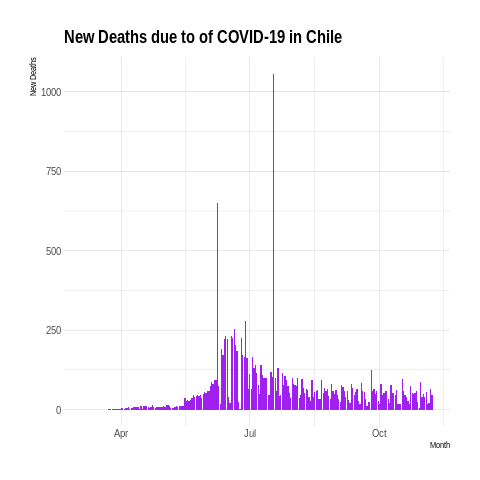 New Deaths due to of COVID-19 in Chile
New Deaths
1000
750
500
250
0
Apr
Jul
Oct
Month